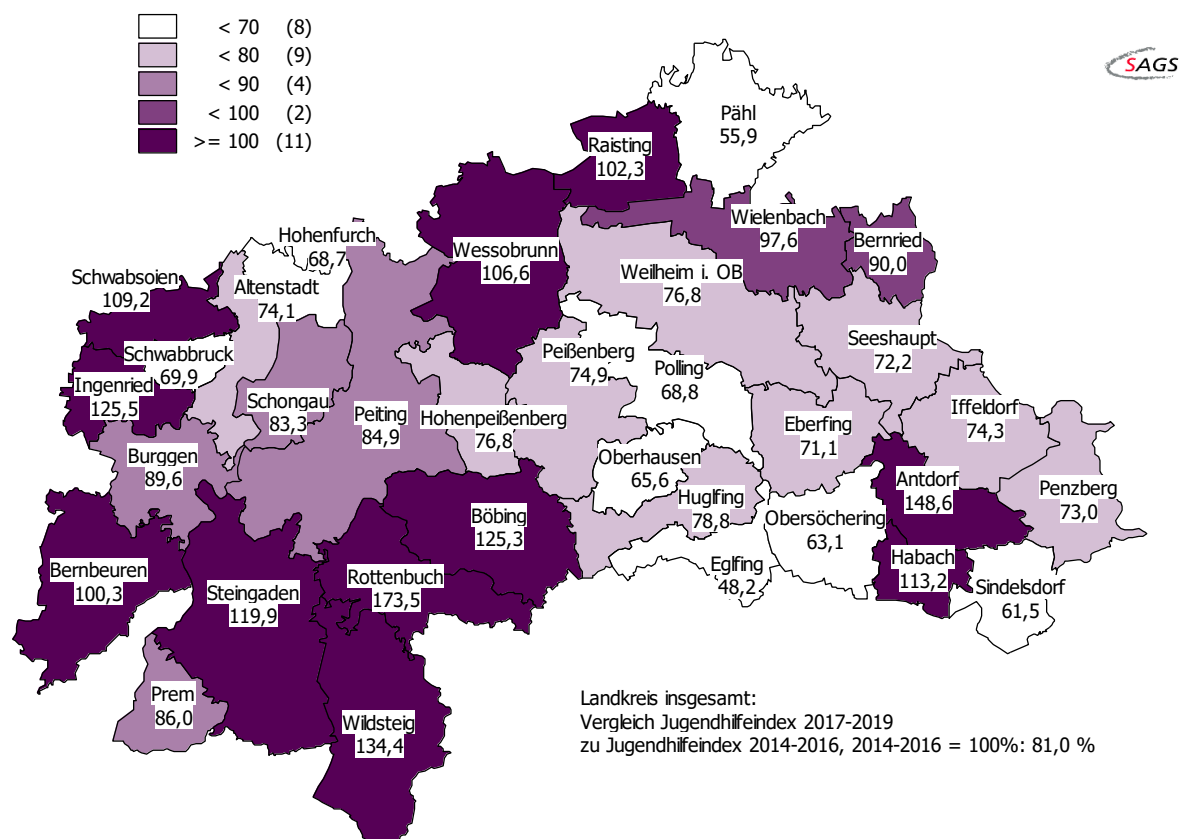 < 70 (8)
< 80 (9)
< 90 (4)
< 100 (2)
>= 100 (11)
SAGS
Pähl
55,9
Raisting
102,3
Wielenbach
97,6
Bernried
90,0
Hohenfurch
68,7
Wessobrunn
106,6
Weilheim i. OB
76,8
Schwabsoien
109,2
Altenstadt
74,1
Seeshaupt
72,2
Schwabbruck
69,9
Peißenberg
74,9
Polling
68,8
Ingenried
125,5
Schongau
83,3
Peiting
84,9
Hohenpeißenberg
76,8
Eberfing
71,1
Iffeldorf
74,3
Burggen
89,6
Oberhausen
65,6
Huglfing
78,8
Antdorf
148,6
Penzberg
73,0
Böbing
125,3
Obersöchering
63,1
Habach
113,2
Bernbeuren
100,3
Steingaden
119,9
Rottenbuch
173,5
Eglfing
48,2
Sindelsdorf
61,5
Prem
86,0
Wildsteig
134,4
Landkreis insgesamt:
Vergleich Jugendhilfeindex 2017-2019
zu Jugendhilfeindex 2014-2016, 2014-2016 = 100%: 81,0 %